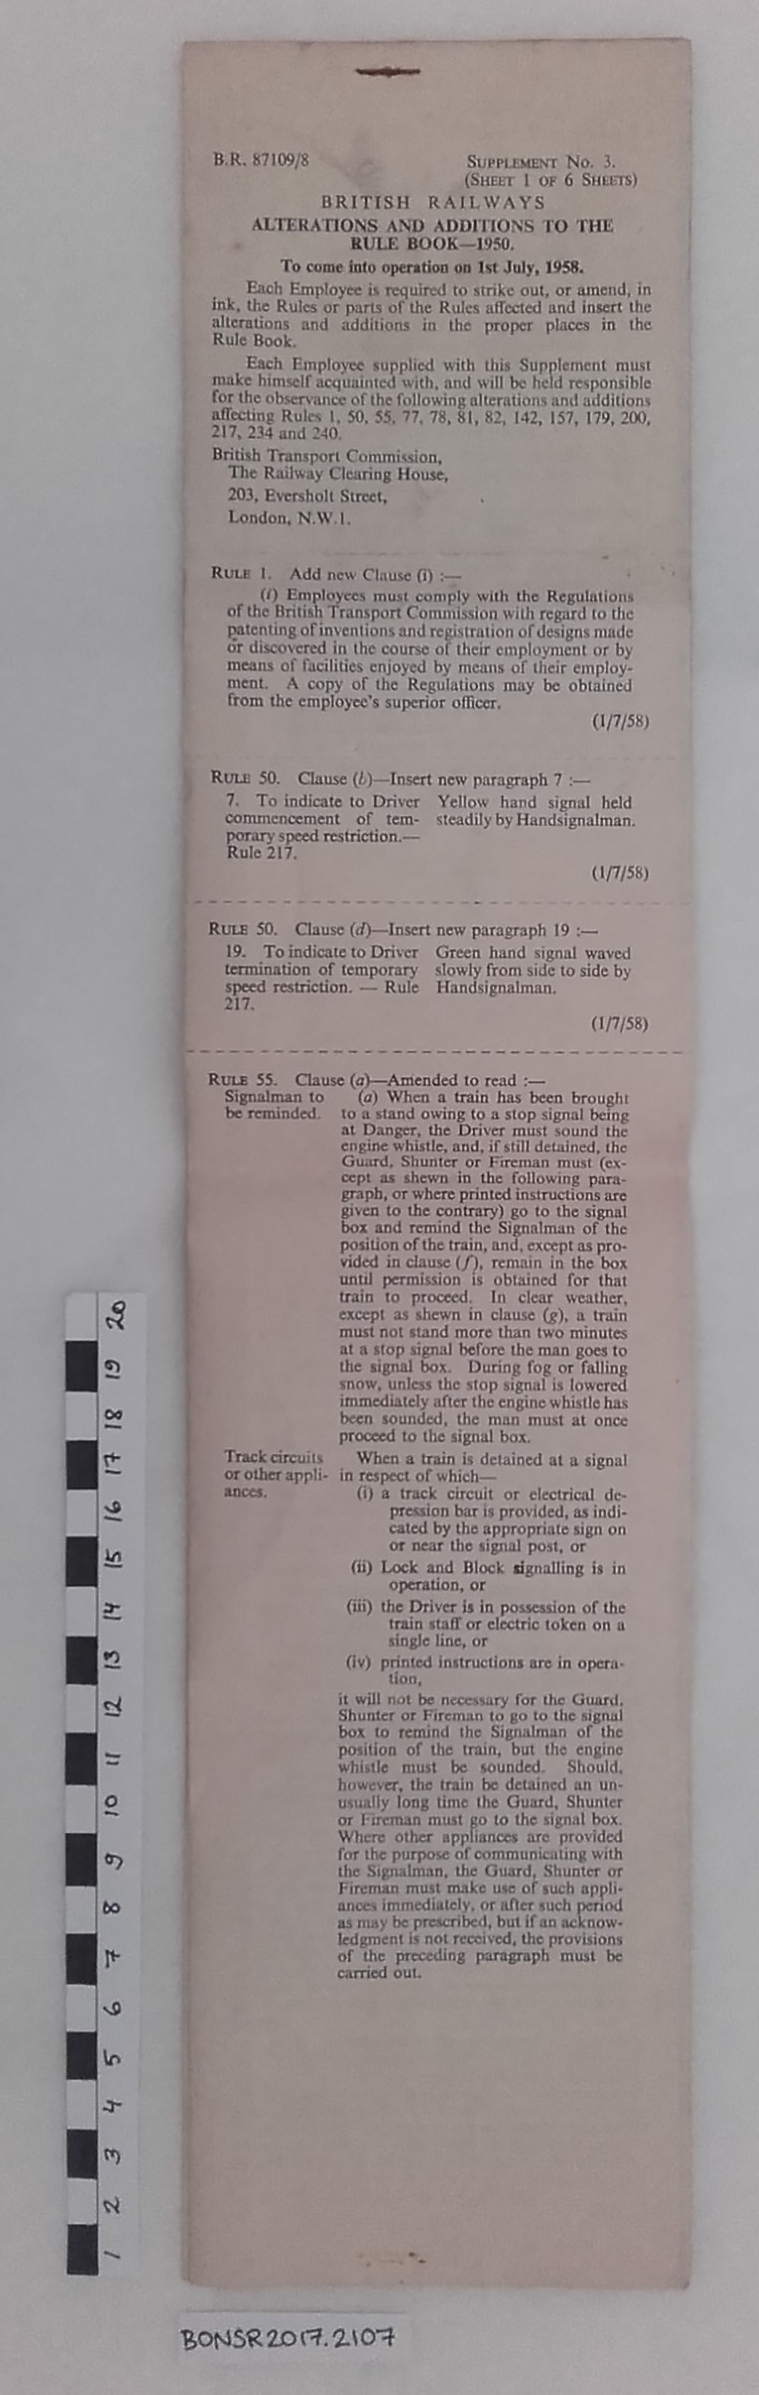 B.R. 87109/8
SUPPLEMENT No. 3.
(SHEET 1 OF 6 SHEETS)
BRITISH RAILWAYS
ALTERATIONS AND ADDITIONS TO THE
RULE BOOK—1950.
To come into operation on 1st July, 1958.
Each Employee is required to strike out, or amend, in
ink, the Rules or parts of the Rules affected and insert the
alterations and additions in the proper places in the
Rule Book.
Each Employee supplied with this Supplement must
make himself acquainted with, and will be held responsible
for the observance of the following alterations and additions
affecting Rules 1, 50, 55, 77, 78, 81, 82, 142, 157, 179, 200,
217, 234 and 240.
British Transport Commission,
The Railway Clearing House,
203, Eversholt Street,
London, N.W.1.
RULE 1. Add new Clause (i) :—
(i) Employees must comply with the Regulations
of the British Transport Commission with regard to the
patenting of inventions and registration of designs made
or discovered in the course of their employment or by
means of facilities enjoyed by means of their employ-
ment. A copy of the Regulations may be obtained
from the employee's superior officer.
(1/7/58)
RULE 50. Clause (b)—Insert new paragraph 7 :—
7. To indicate to Driver Yellow hand signal held
commencement of tem- steadily by Handsignalman.
porary speed restriction.—
Rule 217.
(1/7/58)
RULE 50. Clause (d)—Insert new paragraph 19 :—
19. To indicate to Driver Green hand signal waved
termination of temporary slowly from side to side by
speed restriction. — Rule Handsignalman.
217.
(1/7/58)
RULE 55. Clause (a)—Amended to read :—
Signalman to (a) When a train has been brought
be reminded. to a stand owing to a stop signal being
at Danger, the Driver must sound the
engine whistle, and, if still detained, the
Guard, Shunter or Fireman must (ex-
cept as shewn in the following para-
graph, or where printed instructions are
given to the contrary) go to the signal
box and remind the Signalman of the
position of the train, and, except as pro-
vided in clause (f), remain in the box
until permission is obtained for that
train to proceed. In clear weather,
except as shewn in clause (g), a train
must not stand more than two minutes
at a stop signal before the man goes to
the signal box. During fog or falling
snow, unless the stop signal is lowered
immediately after the engine whistle has
been sounded, the man must at once
proceed to the signal box.
Track circuits When a train is detained at a signal
or other appli- in respect of which—
ances. (i) a track circuit or electrical de-
pression bar is provided, as indi-
cated by the appropriate sign on
or near the signal post, or
(ii) Lock and Block signalling is in
operation, or
(iii) the Driver is in possession of the
train staff or electric token on a
single line, or
(iv) printed instructions are in opera-
tion,
it will not be necessary for the Guard,
Shunter or Fireman to go to the signal
box to remind the Signalman of the
position of the train, but the engine
whistle must be sounded. Should,
however, the train be detained an un-
usually long time the Guard, Shunter
or Fireman must go to the signal box.
Where other appliances are provided
for the purpose of communicating with
the Signalman, the Guard, Shunter or
Fireman must make use of such appli-
ances immediately, or after such period
as may be prescribed, but if an acknow-
ledgment is not received, the provisions
of the preceding paragraph must be
carried out.
1 2 3 4 5 6 7 8 9 10 11 12 13 14 15 16 17 18 19 20
BONSR2017.2107